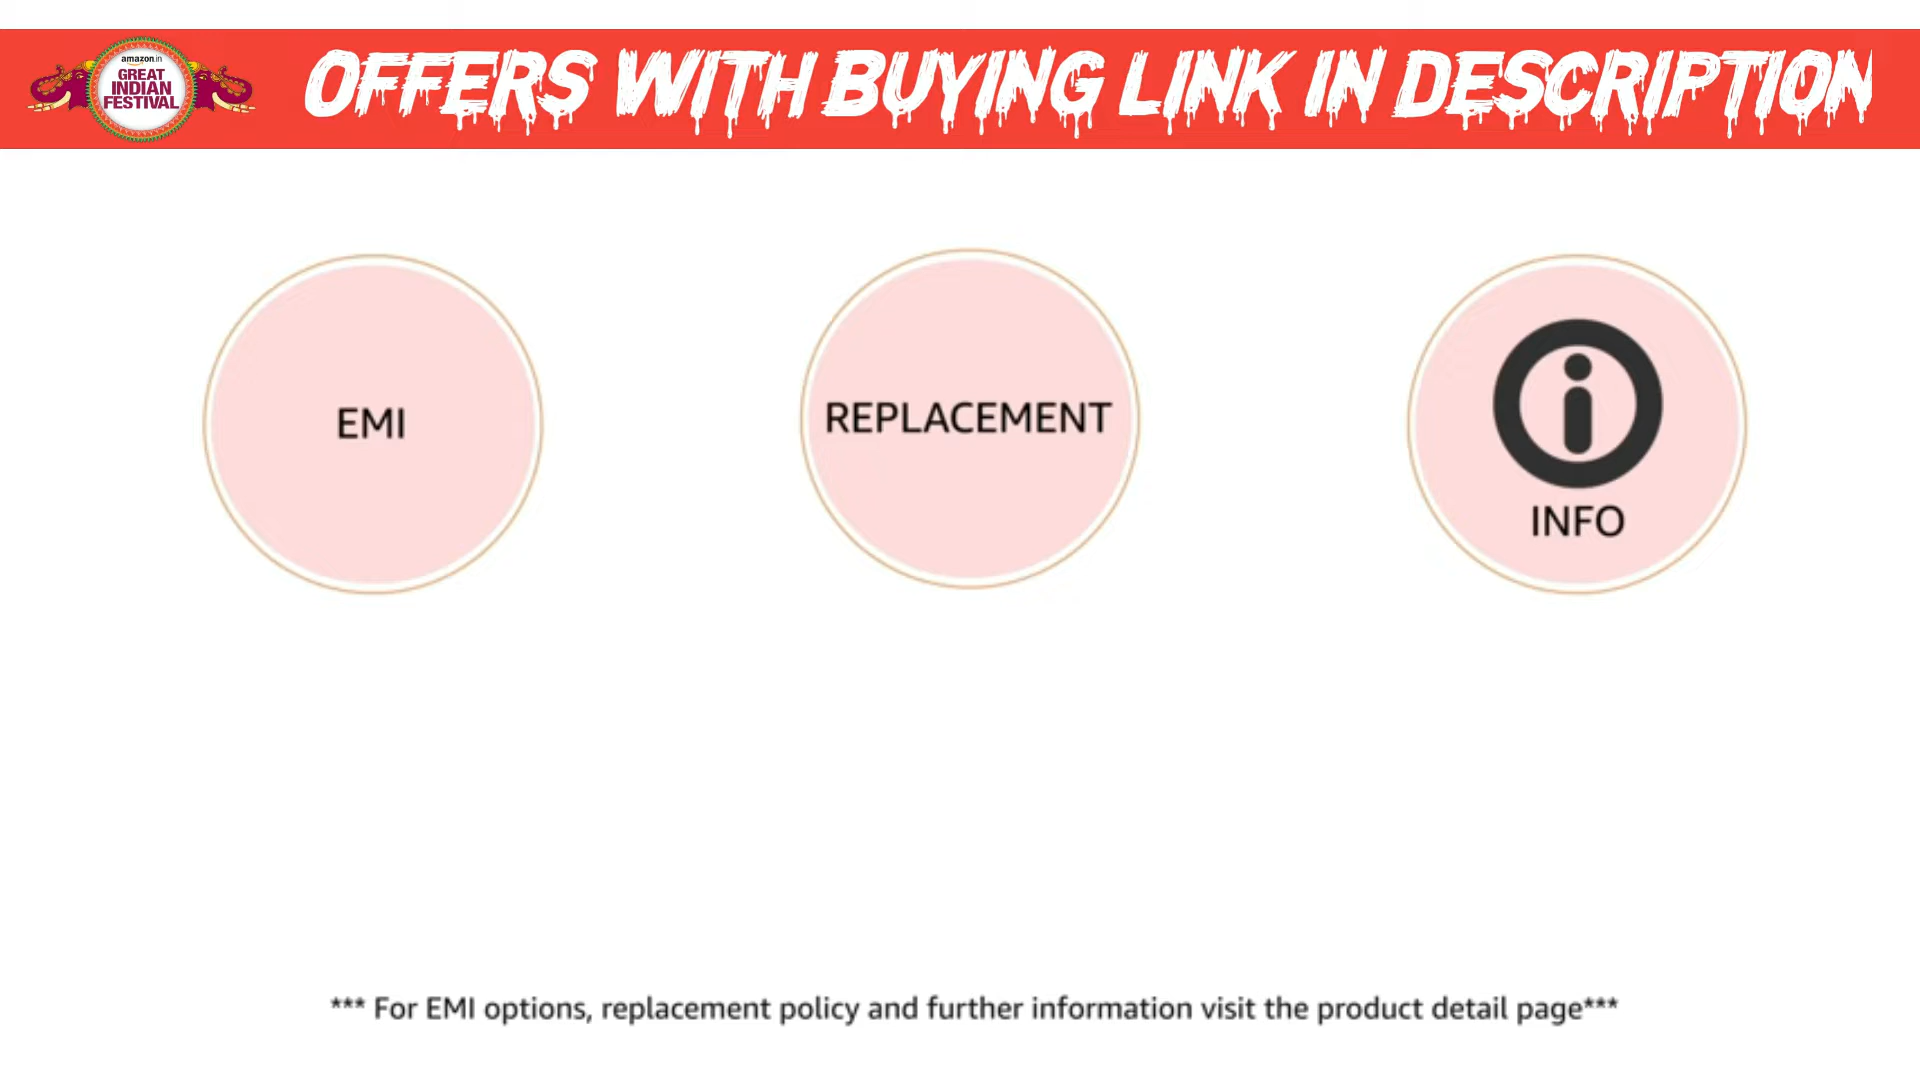 amazon.in
GREAT
INDIAN
FESTIVAL
OFFERS WITH BUYING LINK IN DESCRIPTION
EMI
REPLACEMENT
INFO
*** For EMI options, replacement policy and further information visit the product detail page***